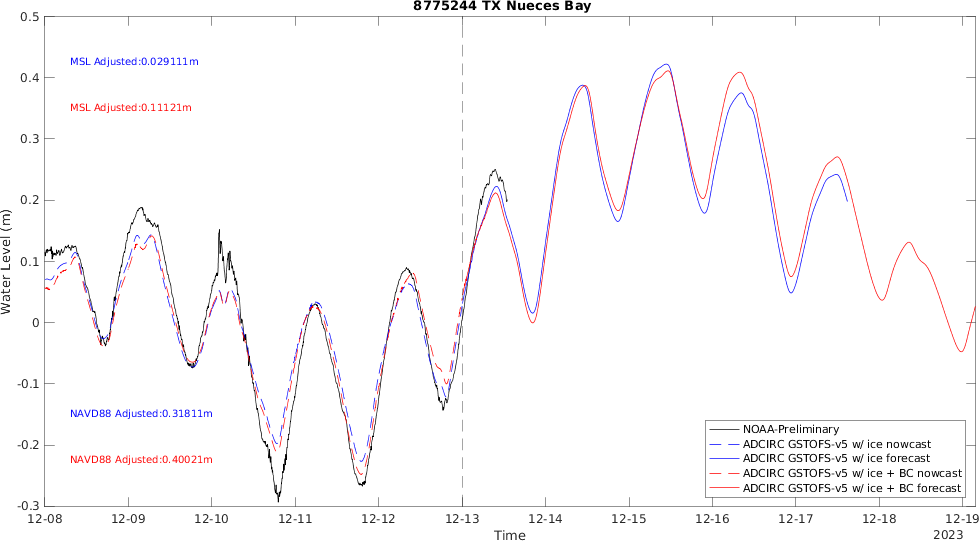 8775244 TX Nueces Bay
0.5
MSL Adjusted:0.029111m
0.4
MSL Adjusted:0.11121m
0.3
0.2
0.1
Water Level (m)
0
-0.1
NAVD88 Adjusted:0.31811m
-0.2
NAVD88 Adjusted:0.40021m
-0.3
NOAA-Preliminary
ADCIRC GSTOFS-v5 w/ ice nowcast
ADCIRC GSTOFS-v5 w/ ice forecast
ADCIRC GSTOFS-v5 w/ ice + BC nowcast
ADCIRC GSTOFS-v5 w/ ice + BC forecast
12-08 12-09 12-10 12-11 12-12 12-13 12-14 12-15 12-16 12-17 12-18 12-19
Time
2023